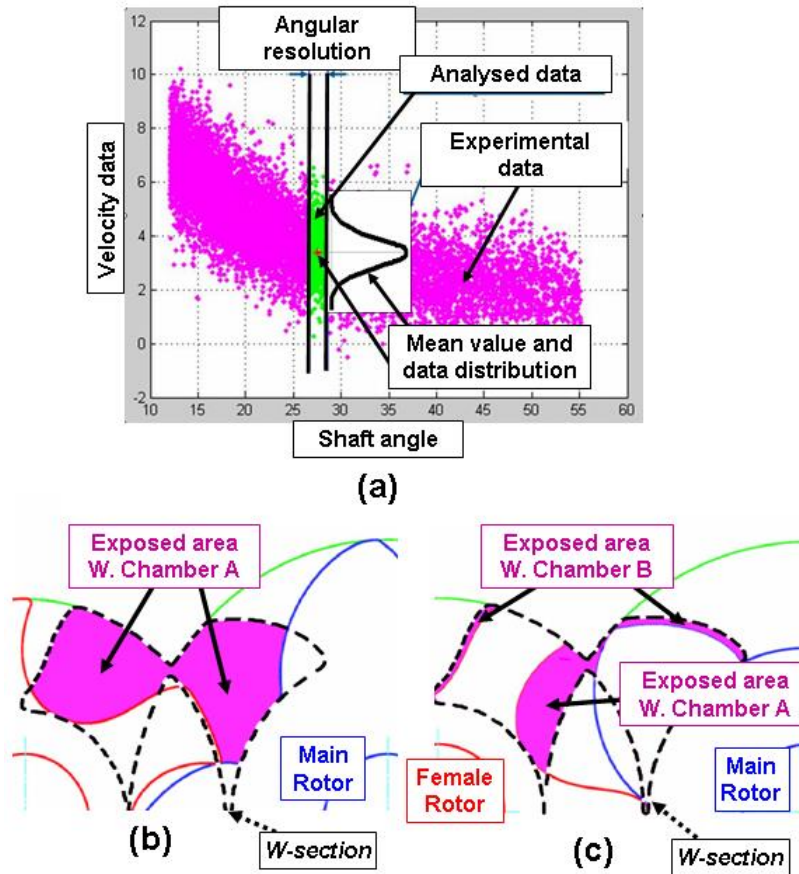 12
10
8
6
4
2
0
-2
10
15
20
25
30
35
40
45
50
55
60
Angular
resolution
Analysed data
Experimental
data
Velocity data
Mean value and
data distribution
Shaft angle
(a)
Exposed area
W. Chamber A
Main
Rotor
(b)
W-section
Exposed area
W. Chamber B
Exposed area
W. Chamber A
Female
Rotor
Main
Rotor
(c)
W-section